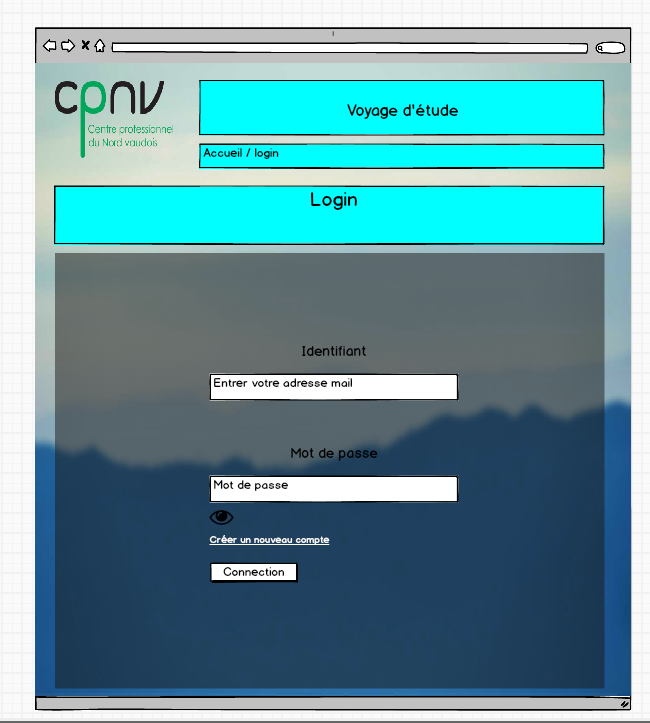 cpnv
Centre professionnel
du Nord vaudois
Voyage d'étude
Accueil / login
Login
Identifiant
Entrer votre adresse mail
Mot de passe
Mot de passe
Créer un nouveau compte
Connection